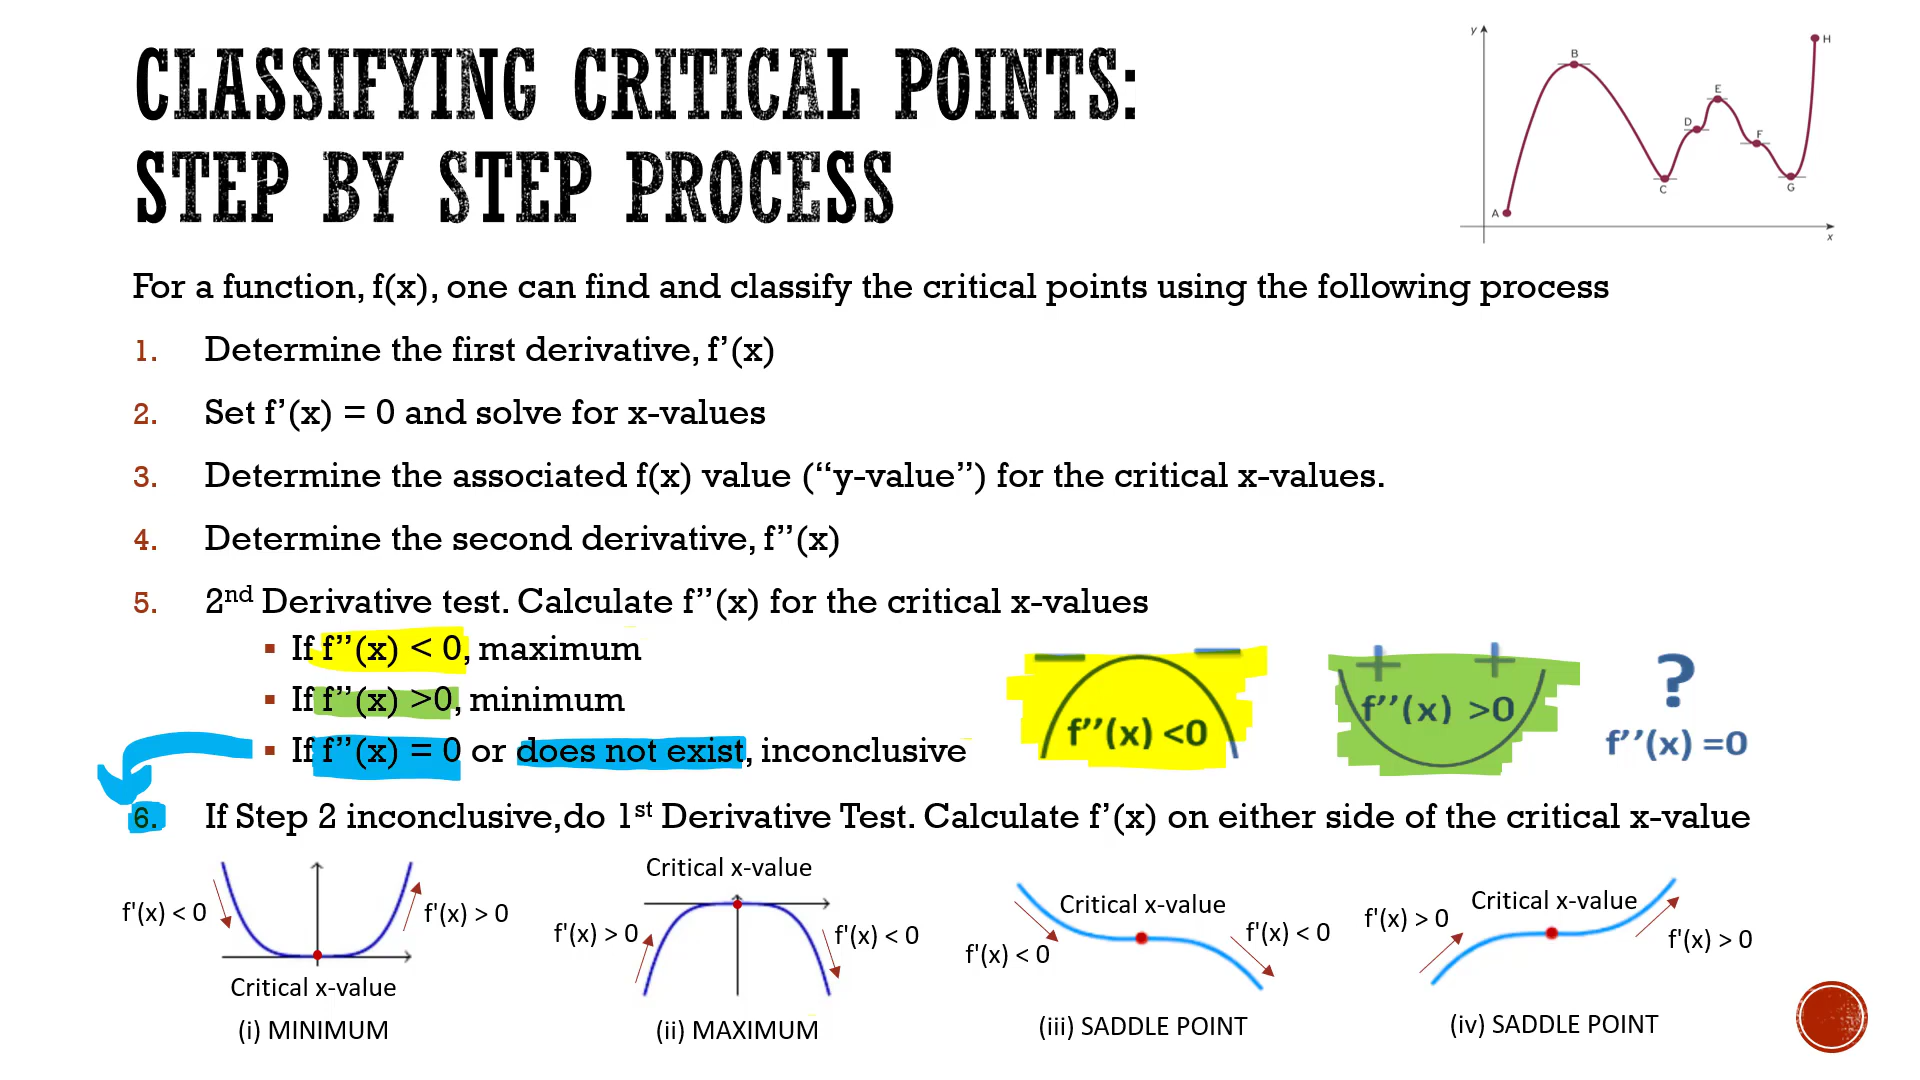 CLASSIFYING CRITICAL POINTS:
STEP BY STEP PROCESS
y
B
H
E
D
F
C
G
A
x
For a function, f(x), one can find and classify the critical points using the following process
1. Determine the first derivative, f’(x)
2. Set f’(x) = 0 and solve for x-values
3. Determine the associated f(x) value (“y-value”) for the critical x-values.
4. Determine the second derivative, f’’(x)
5. 2nd Derivative test. Calculate f’’(x) for the critical x-values
▪ If f’’(x) < 0, maximum
▪ If f’’(x) >0, minimum
▪ If f’’(x) = 0 or does not exist, inconclusive
f’’(x) <0
+ +
f’’(x) >0
?
f’’(x) =0
6. If Step 2 inconclusive,do 1st Derivative Test. Calculate f’(x) on either side of the critical x-value
f'(x) < 0
f'(x) > 0
Critical x-value
(i) MINIMUM
Critical x-value
f'(x) > 0
f'(x) < 0
(ii) MAXIMUM
Critical x-value
f'(x) < 0
f'(x) < 0
(iii) SADDLE POINT
Critical x-value
f'(x) > 0
f'(x) > 0
(iv) SADDLE POINT